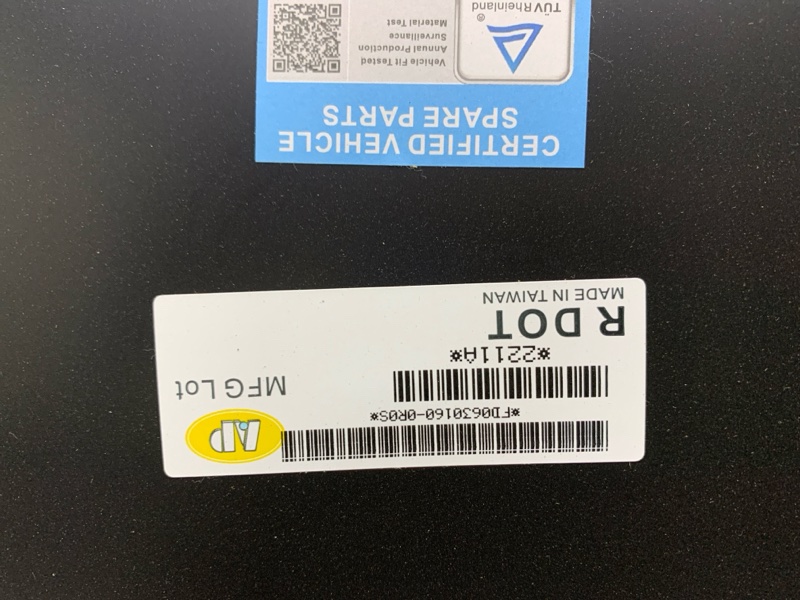 CERTIFIED VEHICLE
SPARE PARTS
TÜV Rheinland
®
Vehicle Fit Tested
Annual Production
Surveillance
Material Test
AP
*FD0630160-0R0S*
MFG Lot
*2211A*
R DOT
MADE IN TAIWAN